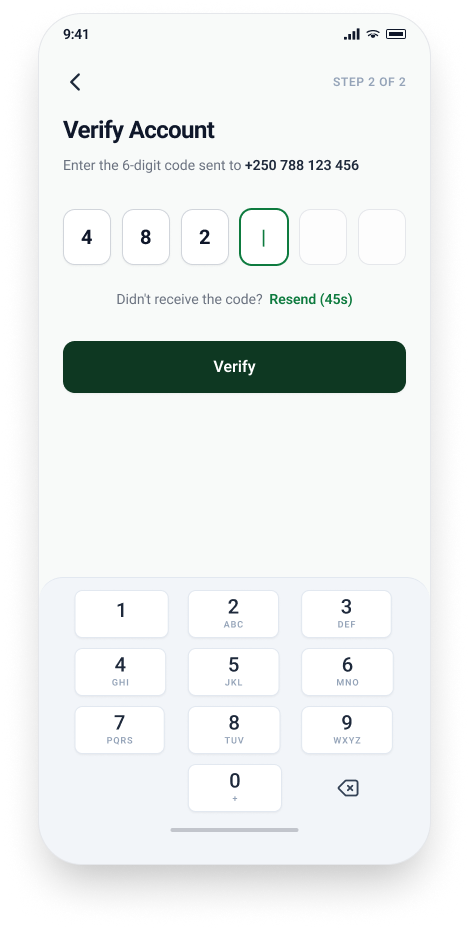 9:41
STEP 2 OF 2
Verify Account
Enter the 6-digit code sent to +250 788 123 456
4 8 2 |
Didn't receive the code? Resend (45s)
Verify
1 2 3
ABC DEF
4 5 6
GHI JKL MNO
7 8 9
PQRS TUV WXYZ
0
+